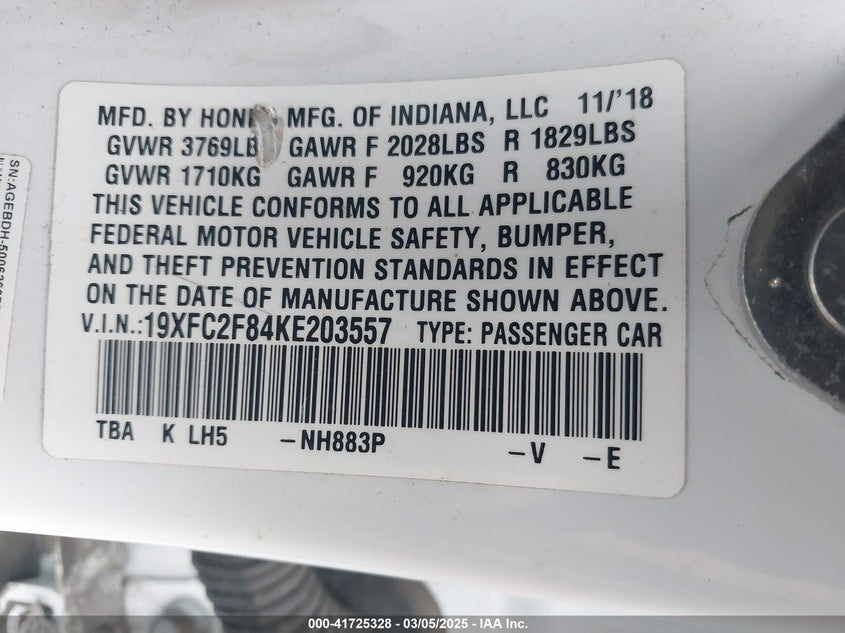 MFD. BY HON MFG. OF INDIANA, LLC 11/'18
GVWR 3769LB GAWR F 2028LBS R 1829LBS
GVWR 1710KG GAWR F 920KG R 830KG
THIS VEHICLE CONFORMS TO ALL APPLICABLE
FEDERAL MOTOR VEHICLE SAFETY, BUMPER,
AND THEFT PREVENTION STANDARDS IN EFFECT
ON THE DATE OF MANUFACTURE SHOWN ABOVE.
V.I.N.:19XFC2F84KE203557 TYPE: PASSENGER CAR
TBA K LH5 -NH883P -V -E
000-41725328 — 03/05/2025 — IAA Inc.